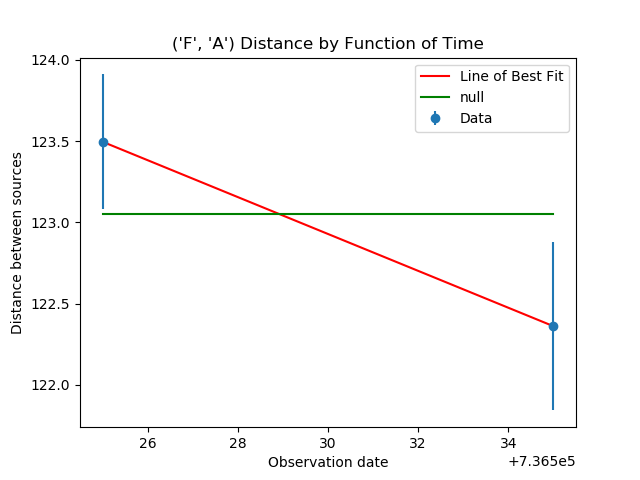 ('F', 'A') Distance by Function of Time
Line of Best Fit
null
Data
Distance between sources
124.0
123.5
123.0
122.5
122.0
26
28
30
32
34
+7.365e5
Observation date